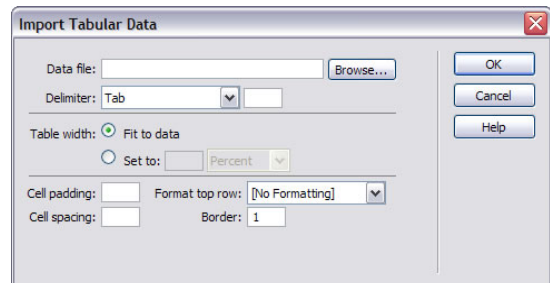 Import Tabular Data
Data file: Browse... OK
Delimiter: Tab Cancel
Table width: Fit to data Help
Set to: Percent
Cell padding: Format top row: [No Formatting]
Cell spacing: Border: 1